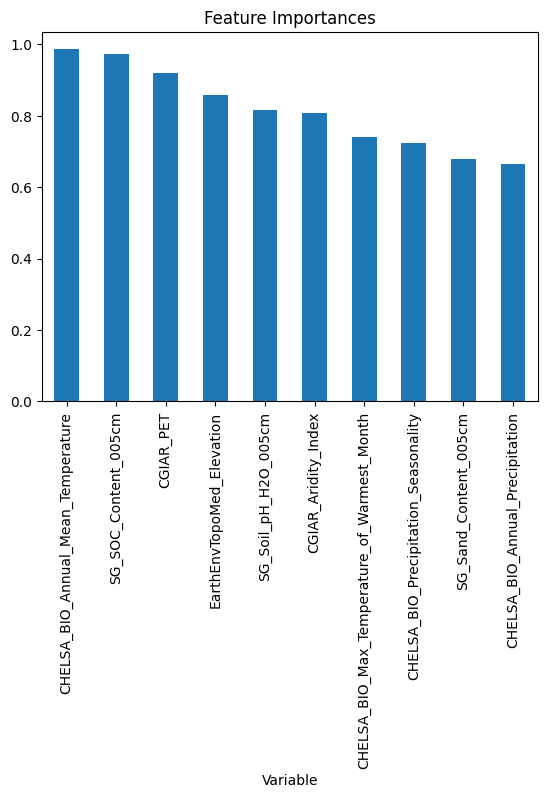 Feature Importances
1.0
0.8
0.6
0.4
0.2
0.0
CHELSA_BIO_Annual_Mean_Temperature
SG_SOC_Content_005cm
CGIAR_PET
EarthEnvTopoMed_Elevation
SG_Soil_pH_H2O_005cm
CGIAR_Aridity_Index
CHELSA_BIO_Max_Temperature_of_Warmest_Month
CHELSA_BIO_Precipitation_Seasonality
SG_Sand_Content_005cm
CHELSA_BIO_Annual_Precipitation
Variable